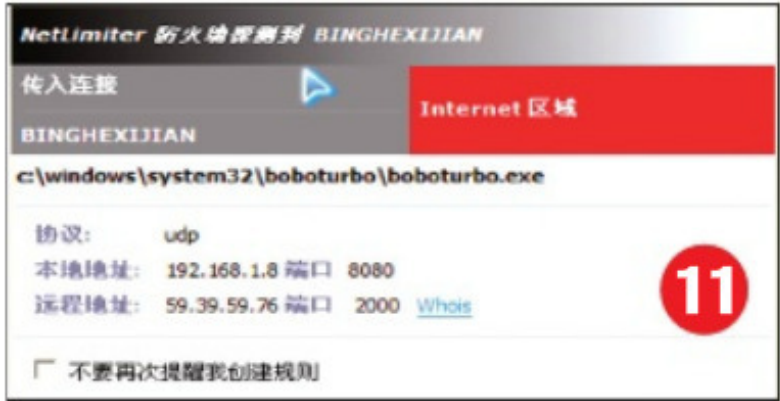 NetLimiter 防火墙探测到 BINGHEXIJIAN
传入连接
Internet 区域
BINGHEXIJIAN
c:\windows\system32\boboturbo\boboturbo.exe
协议: udp
本地地址: 192.168.1.8 端口 8080
远程地址: 59.39.59.76 端口 2000 Whois
11
不要再次提醒我创建规则